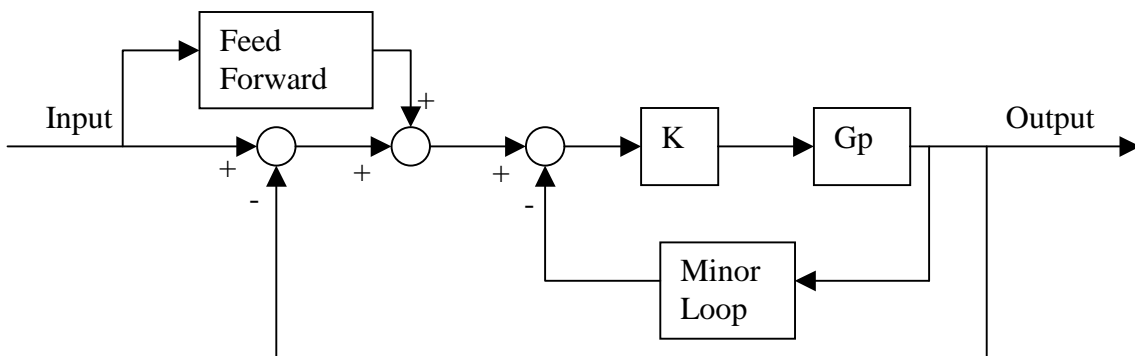 Feed
Forward
+
Input
K
Gp
Output
+
+
+
-
-
Minor
Loop